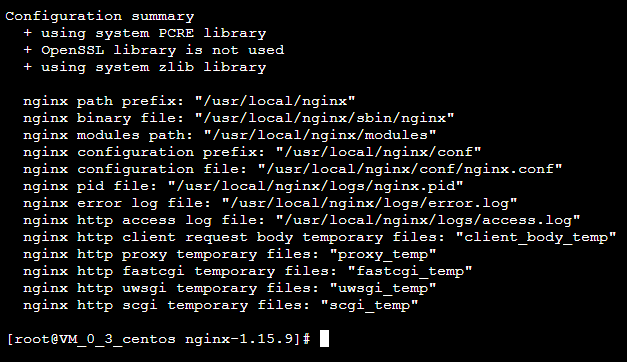 Configuration summary
+ using system PCRE library
+ OpenSSL library is not used
+ using system zlib library
nginx path prefix: "/usr/local/nginx"
nginx binary file: "/usr/local/nginx/sbin/nginx"
nginx modules path: "/usr/local/nginx/modules"
nginx configuration prefix: "/usr/local/nginx/conf"
nginx configuration file: "/usr/local/nginx/conf/nginx.conf"
nginx pid file: "/usr/local/nginx/logs/nginx.pid"
nginx error log file: "/usr/local/nginx/logs/error.log"
nginx http access log file: "/usr/local/nginx/logs/access.log"
nginx http client request body temporary files: "client_body_temp"
nginx http proxy temporary files: "proxy_temp"
nginx http fastcgi temporary files: "fastcgi_temp"
nginx http uwsgi temporary files: "uwsgi_temp"
nginx http scgi temporary files: "scgi_temp"
[root@VM_0_3_centos nginx-1.15.9]#